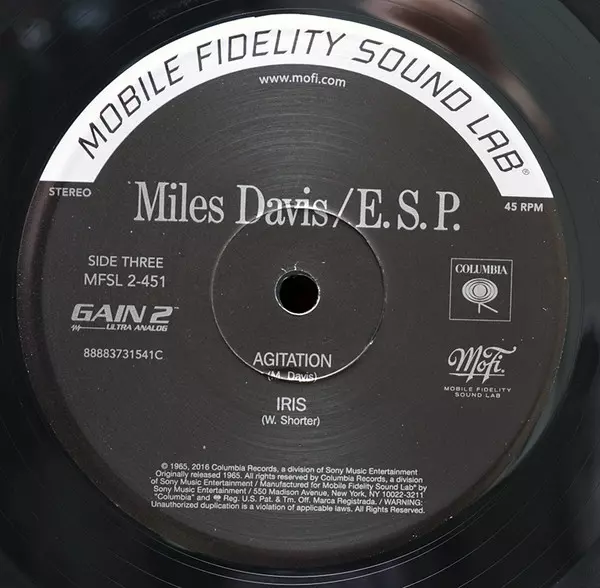 MOBILE FIDELITY SOUND LAB®
www.mofi.com
STEREO
45 RPM
Miles Davis/E.S.P.
SIDE THREE
MFSL 2-451
COLUMBIA
GAIN 2™
ULTRA ANALOG
88883731541C
MoFi.
MOBILE FIDELITY
SOUND LAB
AGITATION
(M. Davis)
IRIS
(W. Shorter)
© 1965, 2016 Columbia Records, a division of Sony Music Entertainment
Originally released 1965. All rights reserved by Columbia Records, a division
of Sony Music Entertainment / Manufactured for Mobile Fidelity Sound Lab® by
Sony Music Entertainment / 550 Madison Avenue, New York, NY 10022-3211
"Columbia" and Reg. U.S. Pat. & Tm. Off. Marca Registrada. / WARNING:
Unauthorized duplication is a violation of applicable laws. All Rights Reserved.